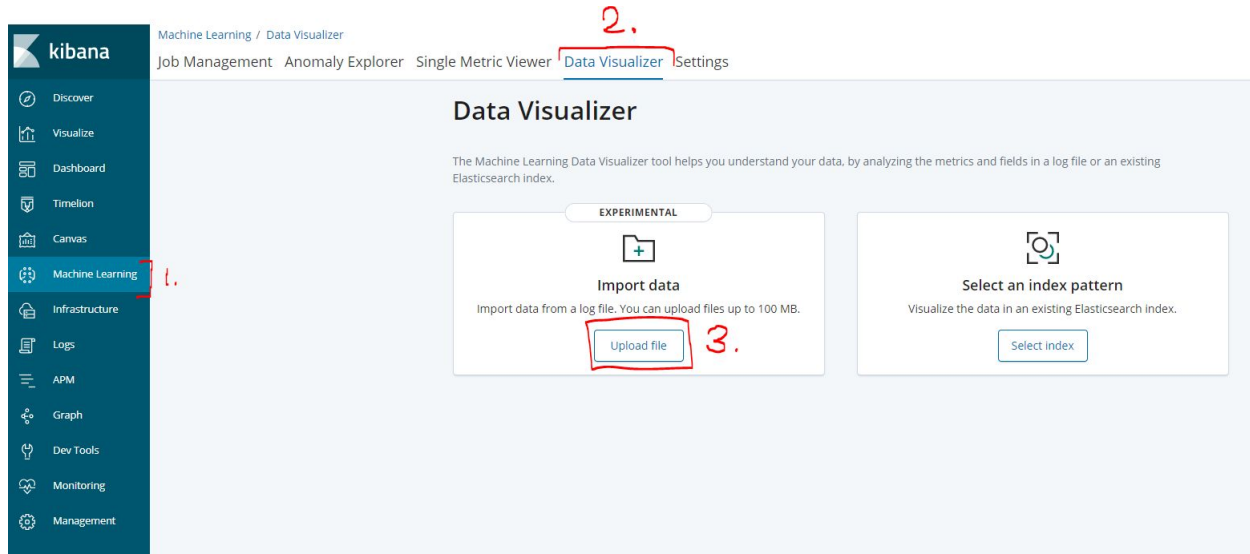 2.
kibana
Machine Learning / Data Visualizer
Job Management Anomaly Explorer Single Metric Viewer Data Visualizer Settings
Discover
Visualize
Dashboard
Timelion
Canvas
Machine Learning
1.
Infrastructure
Logs
APM
Graph
Dev Tools
Monitoring
Management
Data Visualizer
The Machine Learning Data Visualizer tool helps you understand your data, by analyzing the metrics and fields in a log file or an existing
Elasticsearch index.
EXPERIMENTAL
Import data
Import data from a log file. You can upload files up to 100 MB.
Upload file
3.
Select an index pattern
Visualize the data in an existing Elasticsearch index.
Select index